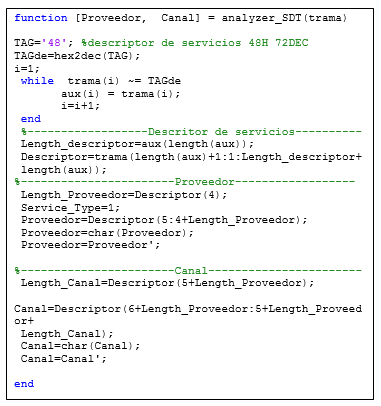 function [Proveedor,  Canal] = analyzer_SDT(trama)
TAG='48'; %descriptor de servicios 48H 72DEC
TAGde=hex2dec(TAG);
i=1;
while  trama(i) ~= TAGde
aux(i) = trama(i);
i=i+1;
end
%------------------Descritor de servicios----------
Length_descriptor=aux(length(aux));
Descriptor=trama(length(aux)+1:1:Length_descriptor+
length(aux));
%-----------------------Proveedor------------------
Length_Proveedor=Descriptor(4);
Service_Type=1;
Proveedor=Descriptor(5:4+Length_Proveedor);
Proveedor=char(Proveedor);
Proveedor=Proveedor';
%-----------------------Canal-----------------------
Length_Canal=Descriptor(5+Length_Proveedor);
Canal=Descriptor(6+Length_Proveedor:5+Length_Proveed
or+
Length_Canal);
Canal=char(Canal);
Canal=Canal';
end